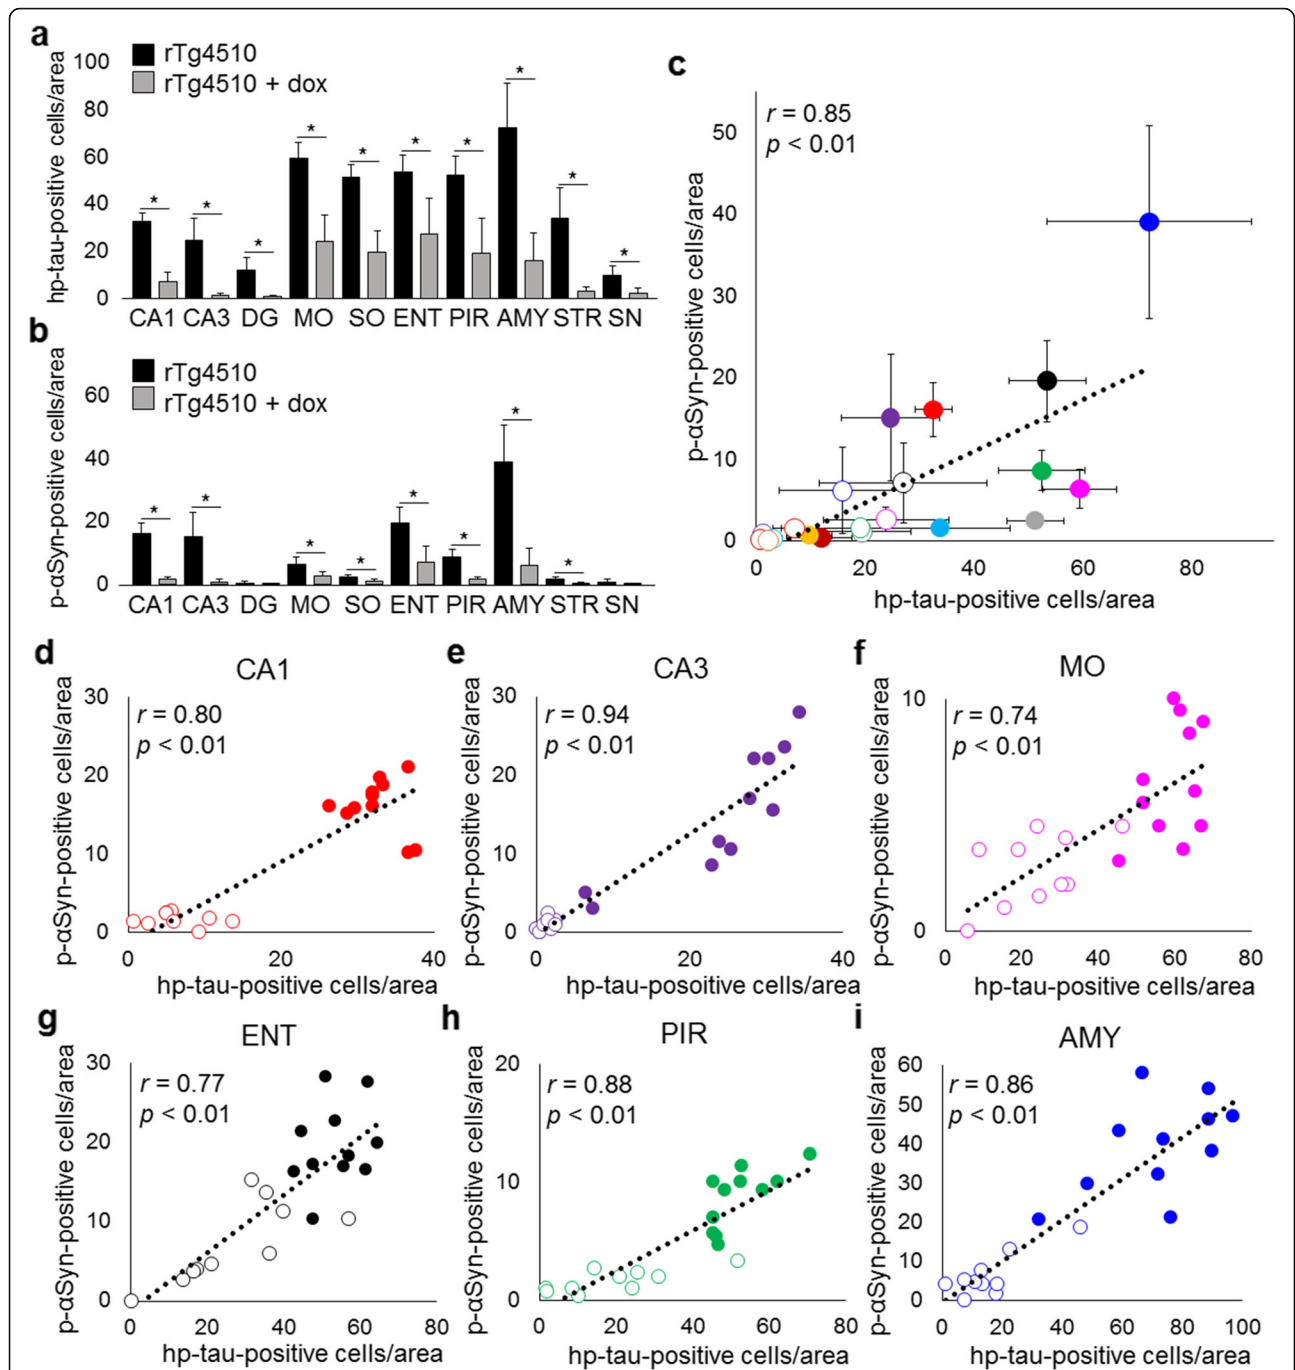 a
rTg4510
rTg4510 + dox
hp-tau-positive cells/area
100
80
60
40
20
0
* * * * * * * * * *
CA1 CA3 DG MO SO ENT PIR AMY STR SN
b
rTg4510
rTg4510 + dox
p-αSyn-positive cells/area
60
40
20
0
* * * * * * * *
CA1 CA3 DG MO SO ENT PIR AMY STR SN
c
r = 0.85
p < 0.01
p-αSyn-positive cells/area
50
40
30
20
10
0
0 20 40 60 80
hp-tau-positive cells/area
d
CA1
r = 0.80
p < 0.01
p-αSyn-positive cells/area
30
20
10
0
0 20 40
hp-tau-positive cells/area
e
CA3
r = 0.94
p < 0.01
p-αSyn-positive cells/area
30
20
10
0
0 20 40
hp-tau-posoitive cells/area
f
MO
r = 0.74
p < 0.01
p-αSyn-positive cells/area
10
0
0 20 40 60 80
hp-tau-positive cells/area
g
ENT
r = 0.77
p < 0.01
p-αSyn-positive cells/area
30
20
10
0
0 20 40 60 80
hp-tau-positive cells/area
h
PIR
r = 0.88
p < 0.01
p-αSyn-positive cells/area
20
10
0
0 20 40 60 80
hp-tau-positive cells/area
i
AMY
r = 0.86
p < 0.01
p-αSyn-positive cells/area
60
50
40
30
20
10
0
0 20 40 60 80 100
hp-tau-positive cells/area